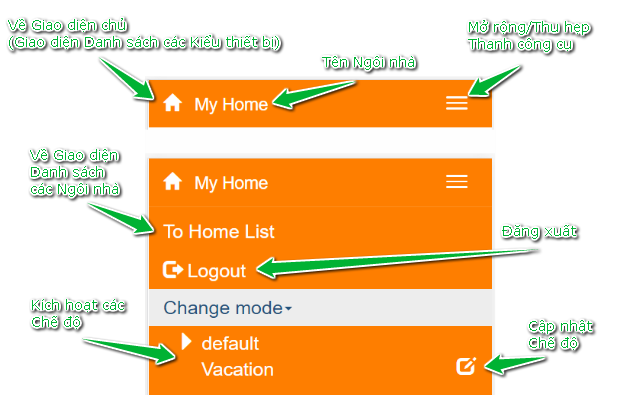 Về Giao diện chủ
(Giao diện Danh sách các Kiểu thiết bị)
Mở rộng/Thu hẹp
Thanh công cụ
Tên Ngôi nhà
My Home
Về Giao diện
Danh sách
các Ngôi nhà
My Home
To Home List
Đăng xuất
Logout
Change mode
Kích hoạt các
Chế độ
default
Vacation
Cập nhật
Chế độ